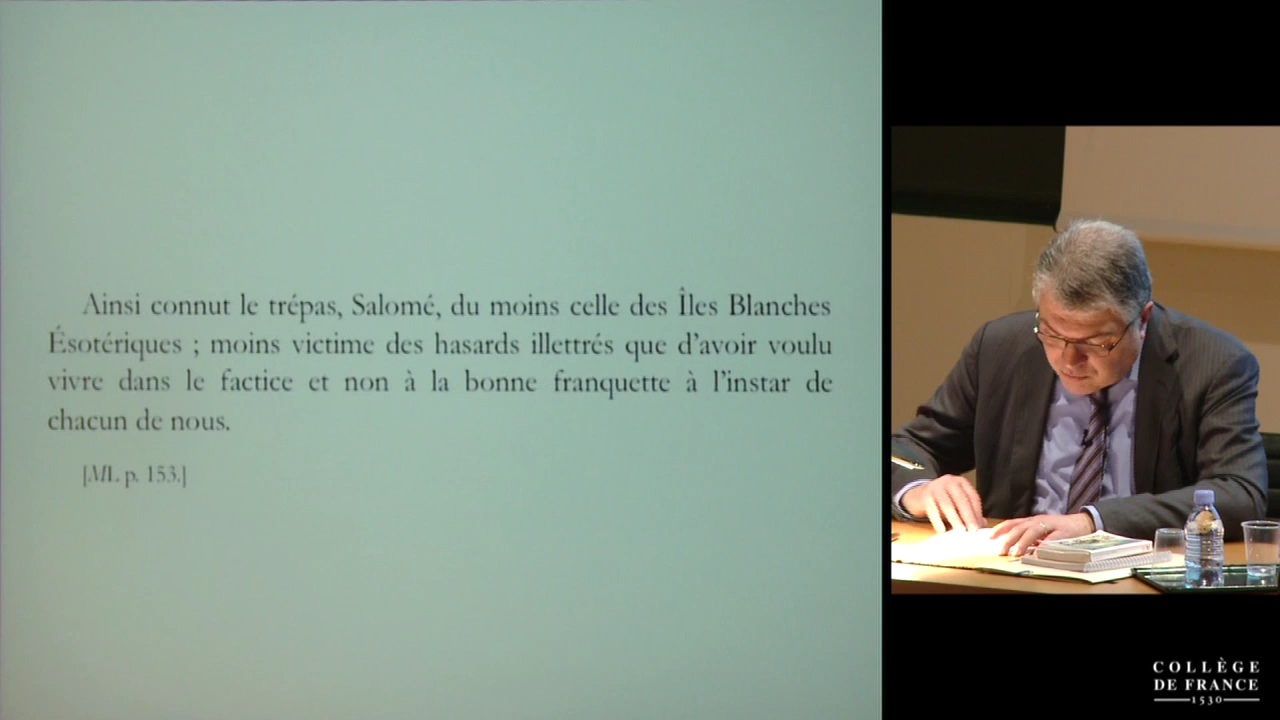 Ainsi connut le trépas, Salomé, du moins celle des Îles Blanches
Ésotériques ; moins victime des hasards illettrés que d’avoir voulu
vivre dans le factice et non à la bonne franquette à l’instar de
chacun de nous.
[ML p. 153.]
COLLÈGE
DE FRANCE
1530